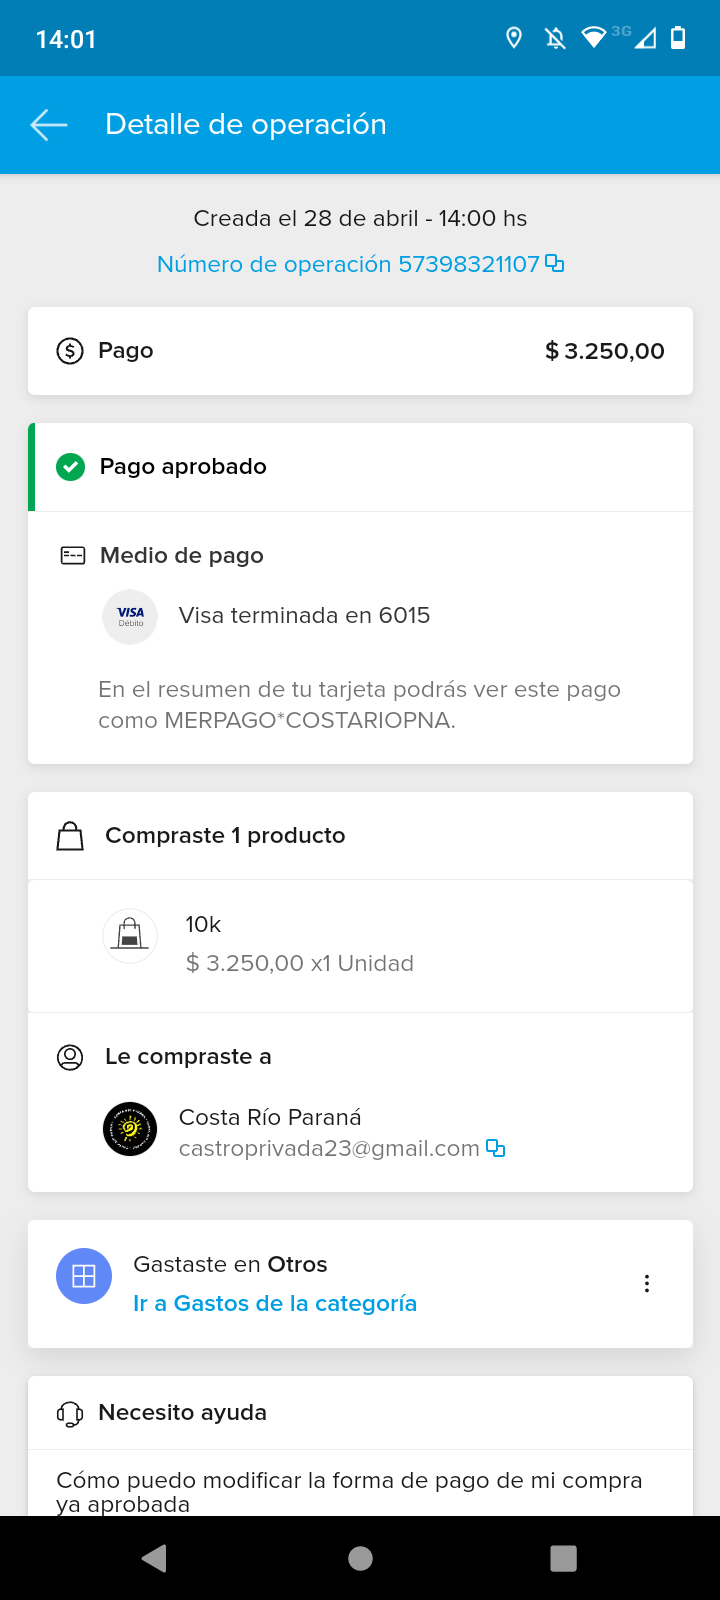 14:01
3G
Detalle de operación
Creada el 28 de abril - 14:00 hs
Número de operación 57398321107
Pago
$ 3.250,00
Pago aprobado
Medio de pago
VISA
Débito
Visa terminada en 6015
En el resumen de tu tarjeta podrás ver este pago
como MERPAGO*COSTARIOPNA.
Compraste 1 producto
10k
$ 3.250,00 x1 Unidad
Le compraste a
Costa Río Paraná
castroprivada23@gmail.com
Gastaste en Otros
Ir a Gastos de la categoría
Necesito ayuda
Cómo puedo modificar la forma de pago de mi compra
ya aprobada